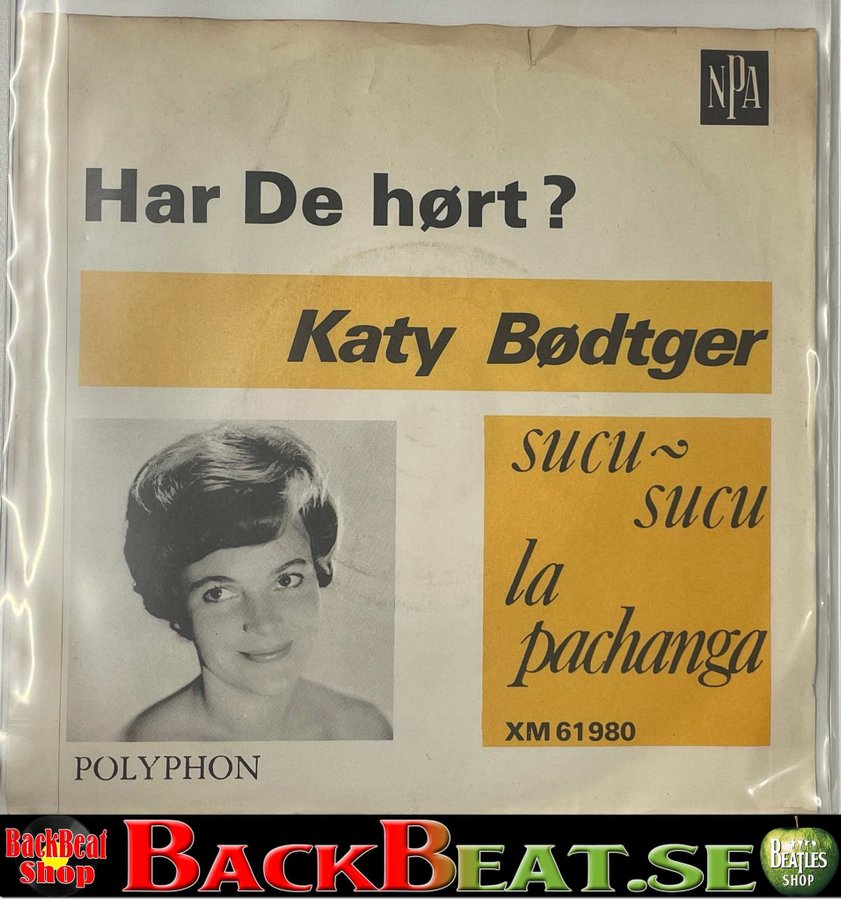 NPA
Har De hørt?
Katy Bødtger
sucu~
sucu
la
pachanga
XM 61980
POLYPHON
BackBeat
Shop
BACKBEAT.SE
BEATLES
SHOP